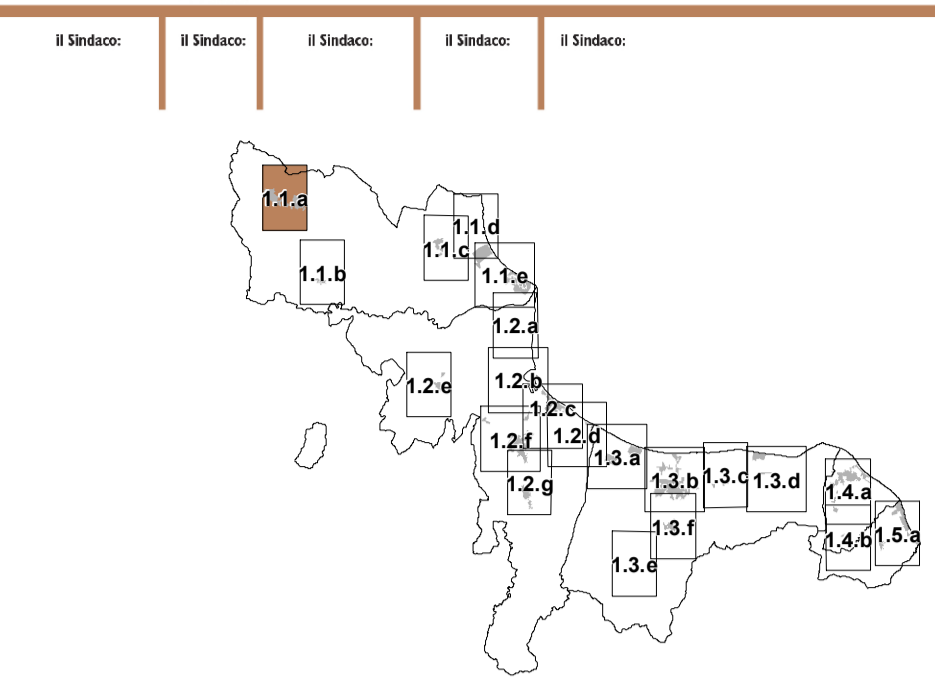 il Sindaco: il Sindaco: il Sindaco: il Sindaco: il Sindaco:
1.1.a
1.1.d
1.1.c
1.1.b
1.1.e
1.2.a
1.2.b
1.2.e
1.2.c
1.2.d
1.2.f
1.3.a
1.3.c
1.3.b
1.3.d
1.2.g
1.4.a
1.3.f
1.5.a
1.4.b
1.3.e